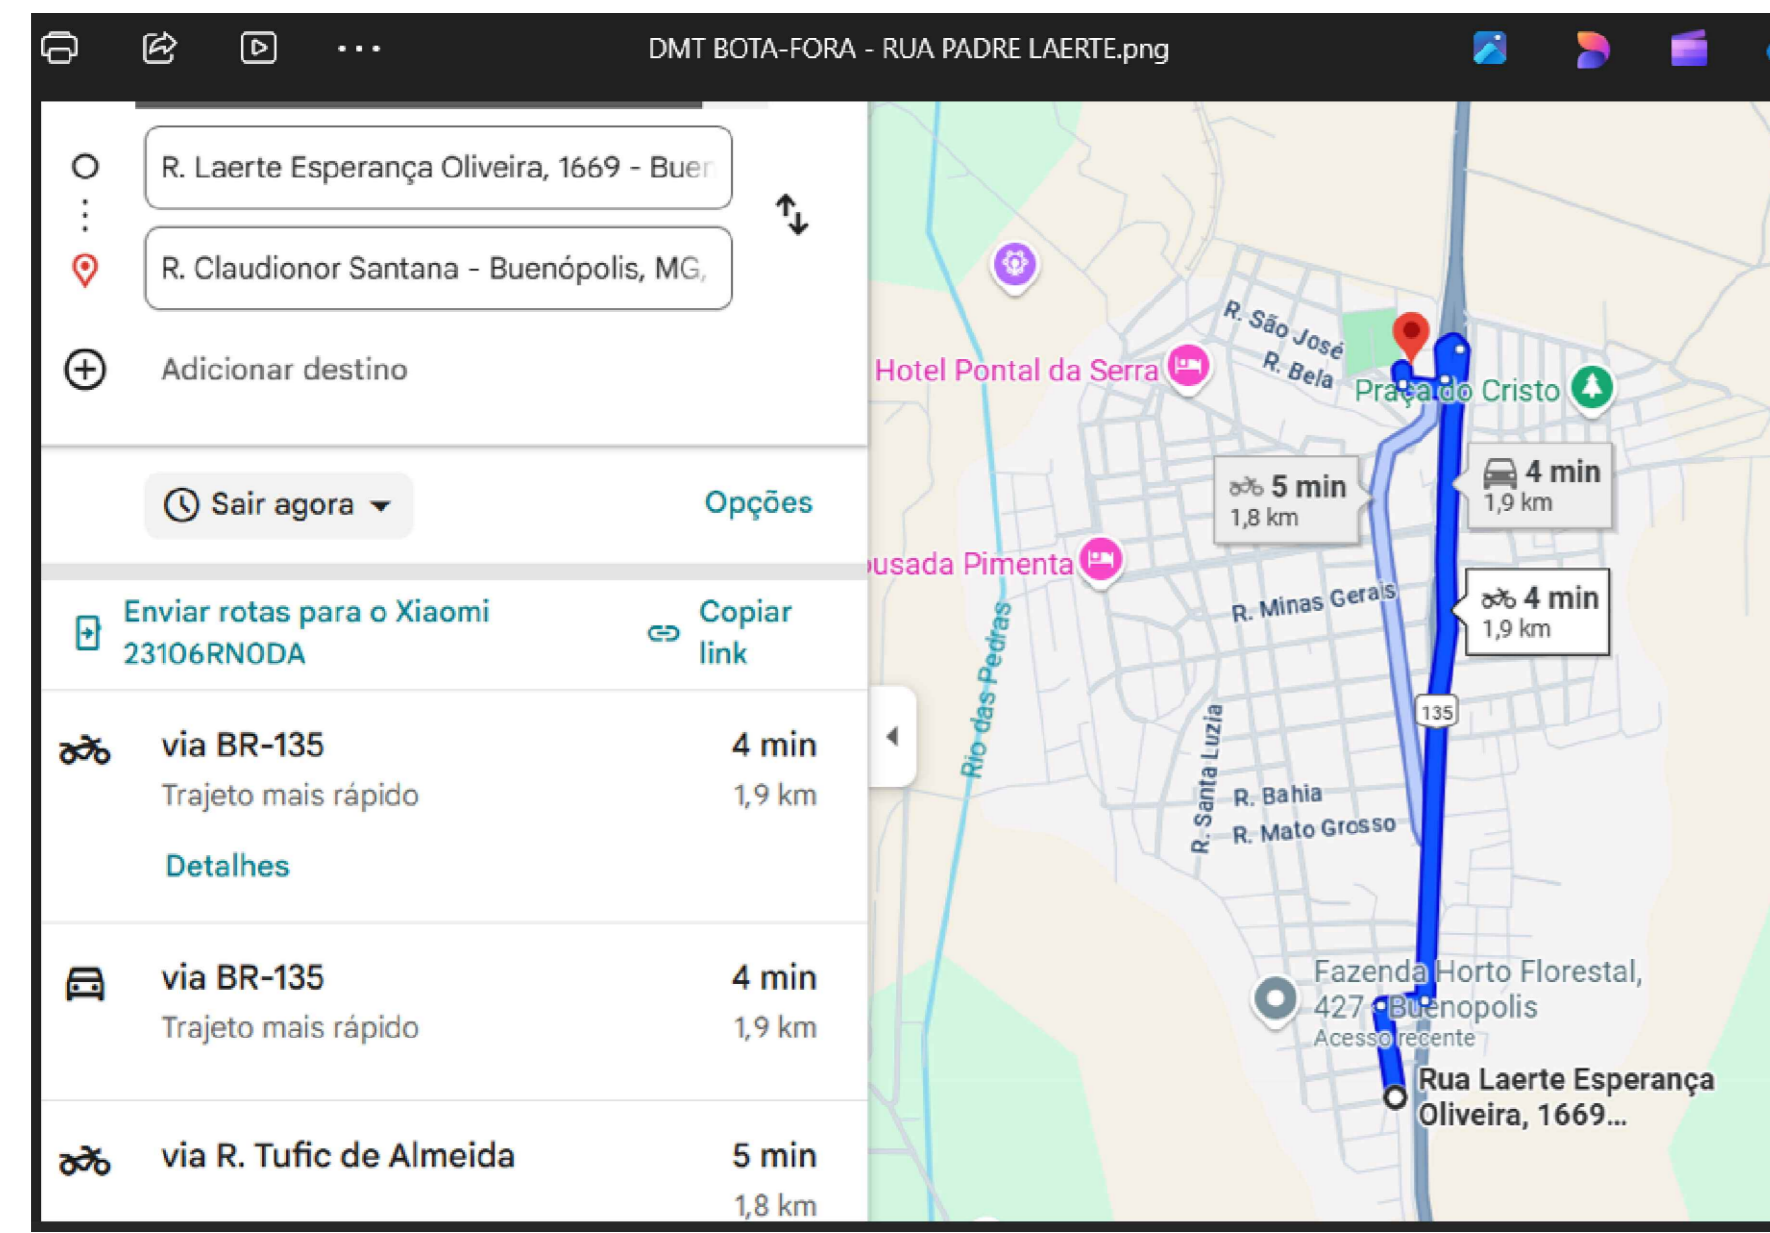 DMT BOTA-FORA - RUA PADRE LAERTE.png
R. Laerte Esperança Oliveira, 1669 - Buen
R. Claudionor Santana - Buenópolis, MG,
Adicionar destino
Sair agora
Opções
Enviar rotas para o Xiaomi
23106RN0DA
Copiar
link
via BR-135
4 min
Trajeto mais rápido
1,9 km
Detalhes
via BR-135
4 min
Trajeto mais rápido
1,9 km
via R. Tufic de Almeida
5 min
1,8 km
R. São José
R. Bela
Hotel Pontal da Serra
Praça do Cristo
5 min
1,8 km
4 min
1,9 km
usada Pimenta
4 min
1,9 km
R. Minas Gerais
Rio das Pedras
135
R. Santa Luzia
R. Bahia
R. Mato Grosso
Fazenda Horto Florestal,
427 - Buenopolis
Acesso recente
Rua Laerte Esperança
Oliveira, 1669...